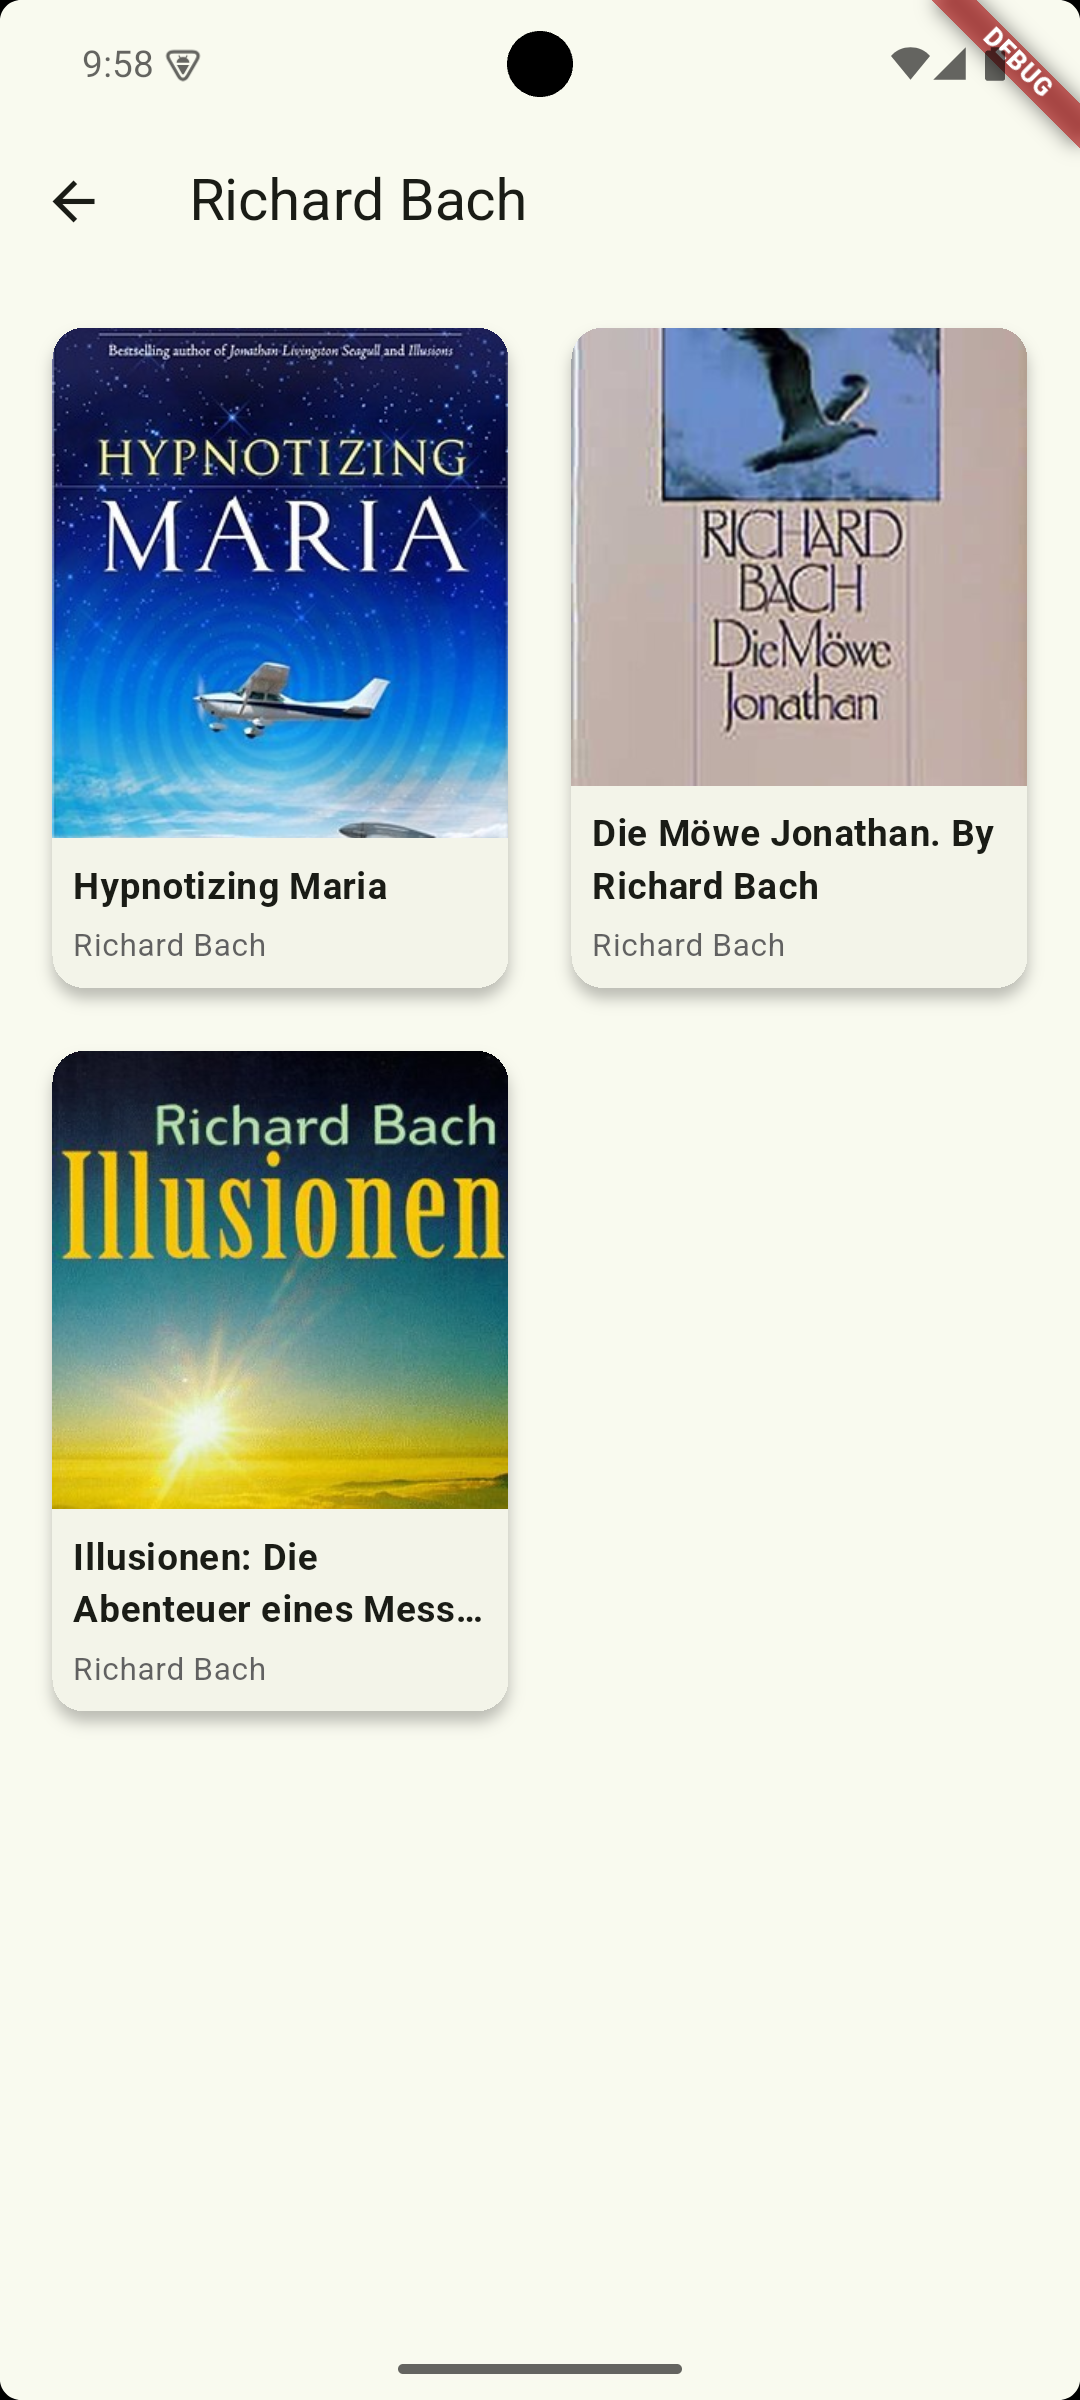 9:58
DEBUG
Richard Bach
Bestselling author of Jonathan Livingston Seagull and Illusions
HYPNOTIZING
MARIA
Hypnotizing Maria
Richard Bach
RICHARD
BACH
Die Möwe
Jonathan
Die Möwe Jonathan. By
Richard Bach
Richard Bach
Richard Bach
Illusionen
Illusionen: Die
Abenteuer eines Mess…
Richard Bach